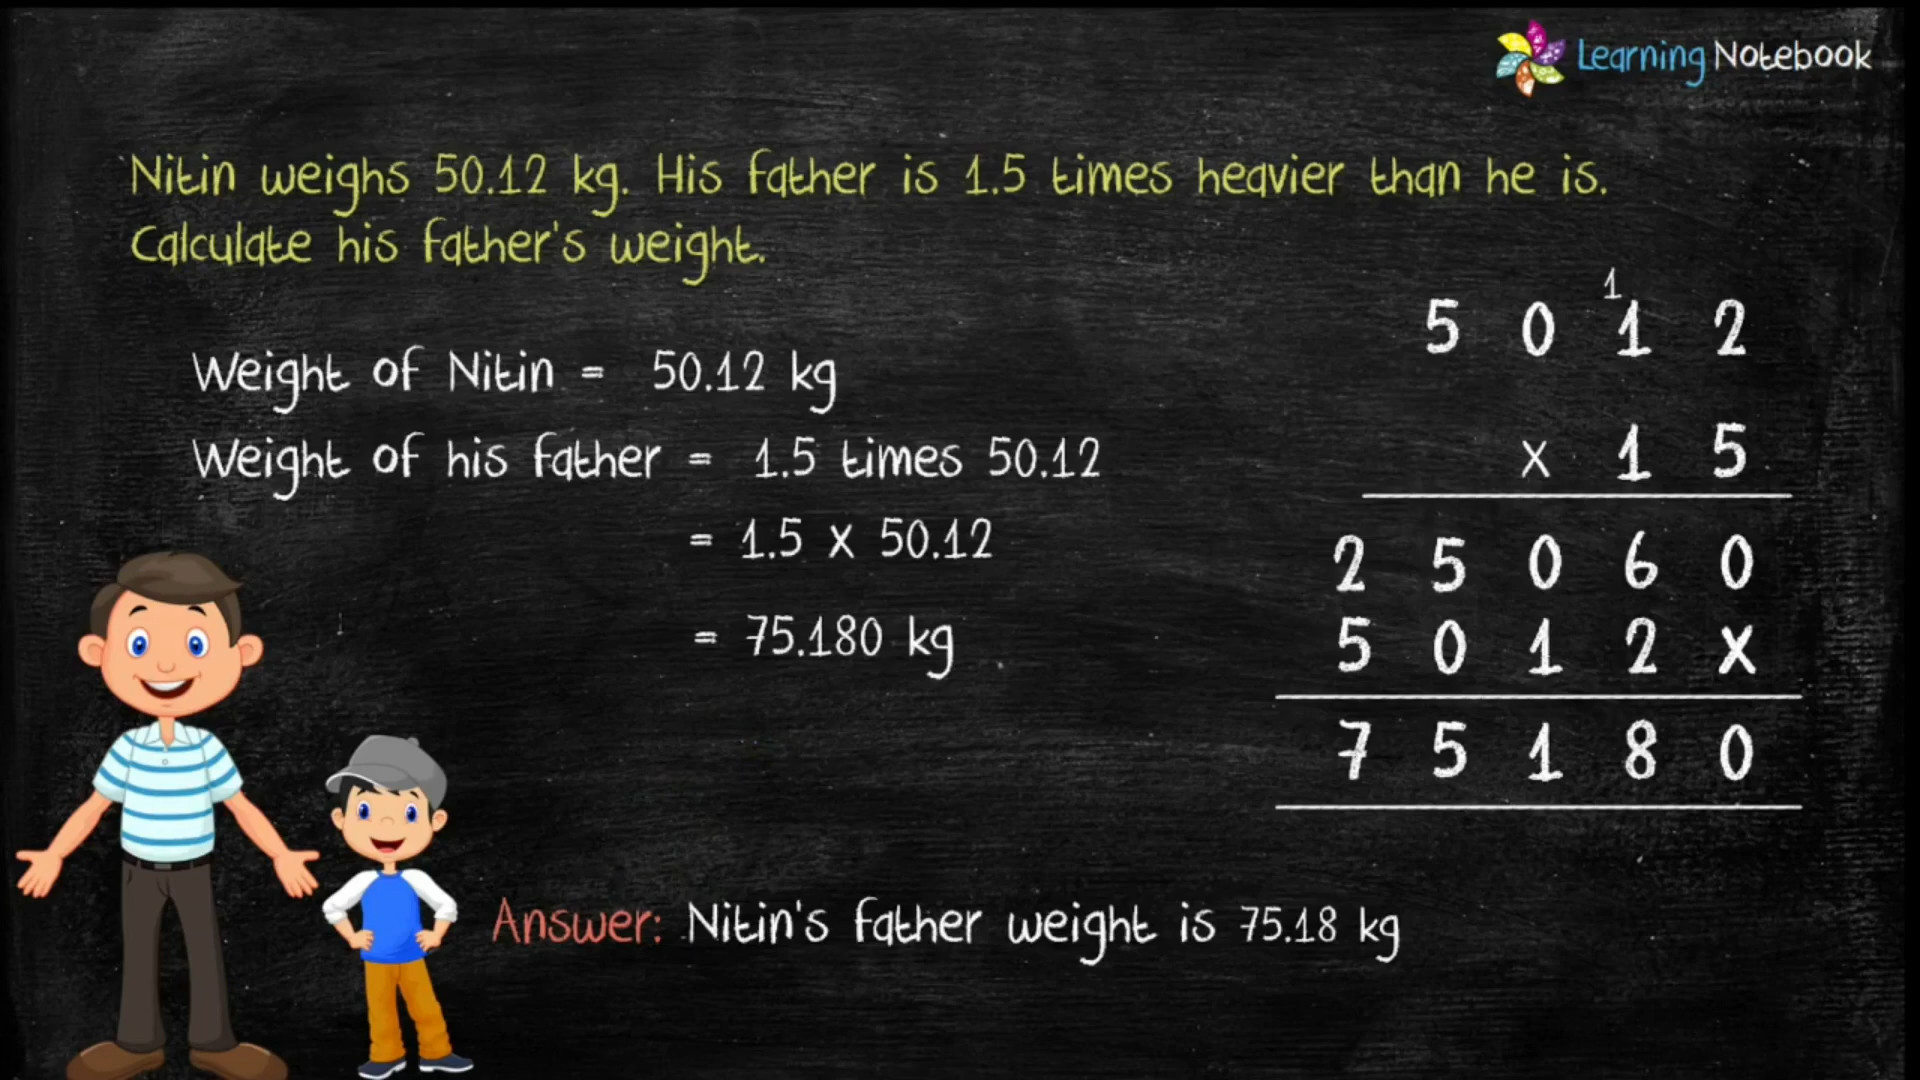 Learning Notebook
Nitin weighs 50.12 kg. His father is 1.5 times heavier than he is.
Calculate his father's weight.
Weight of Nitin = 50.12 kg
Weight of his father = 1.5 times 50.12
= 1.5 x 50.12
= 75.180 kg
1
5 0 1 2
x 1 5
2 5 0 6 0
5 0 1 2 x
7 5 1 8 0
Answer: Nitin's father weight is 75.18 kg